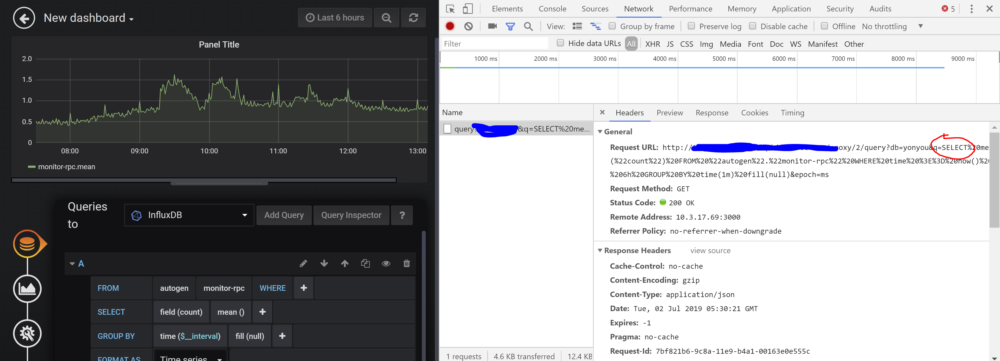 New dashboard
Last 6 hours
Panel Title
2.0
1.5
1.0
0.5
0
08:00 09:00 10:00 11:00 12:00 13:00
monitor-rpc.mean
Queries to
InfluxDB
Add Query
Query Inspector
?
A
FROM autogen monitor-rpc WHERE +
SELECT field (count) mean () +
GROUP BY time ($__interval) fill (null) +
FORMAT AS Time series
Elements Console Sources Network Performance Memory Application Security Audits 5
View: Group by frame Preserve log Disable cache Offline No throttling
Filter Hide data URLs All XHR JS CSS Img Media Font Doc WS Manifest Other
1000 ms 2000 ms 3000 ms 4000 ms 5000 ms 6000 ms 7000 ms 8000 ms 9000 ms
Name
query? &q=SELECT%20me...
1 requests 4.6 KB transferred 12.4 KB
Headers Preview Response Cookies Timing
General
Request URL: http:// oxy/2/query?db=yonyou&q=SELECT%20me
(%22count%22)%20FROM%20%22autogen%22.%22monitor-rpc%22%20WHERE%20time%20%3E%3D%20now()%2
%206h%20GROUP%20BY%20time(1m)%20fill(null)&epoch=ms
Request Method: GET
Status Code: 200 OK
Remote Address: 10.3.17.69:3000
Referrer Policy: no-referrer-when-downgrade
Response Headers view source
Cache-Control: no-cache
Content-Encoding: gzip
Content-Type: application/json
Date: Tue, 02 Jul 2019 05:30:21 GMT
Expires: -1
Pragma: no-cache
Request-Id: 7bf821b6-9c8a-11e9-b4a1-00163e0e555c